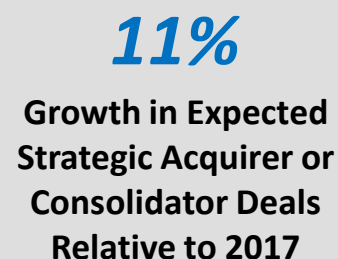 11%
Growth in Expected
Strategic Acquirer or
Consolidator Deals
Relative to 2017